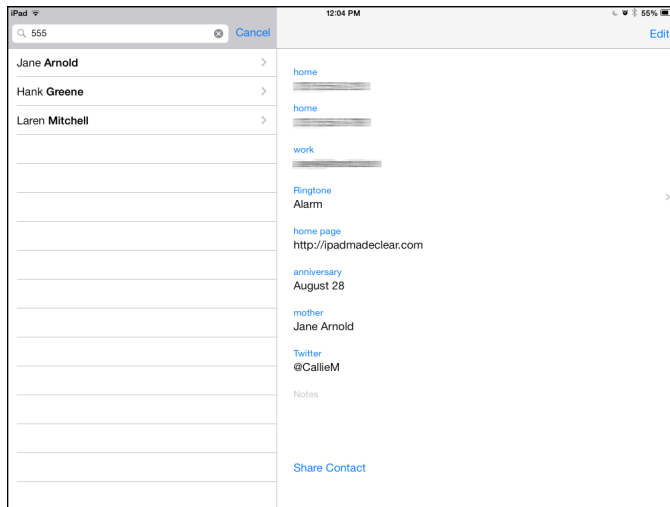 iPad 12:04 PM 55%
555 Cancel Edit
Jane Arnold
Hank Greene
Laren Mitchell
home
home
work
Ringtone
Alarm
home page
http://ipadmadeclear.com
anniversary
August 28
mother
Jane Arnold
Twitter
@CallieM
Notes
Share Contact